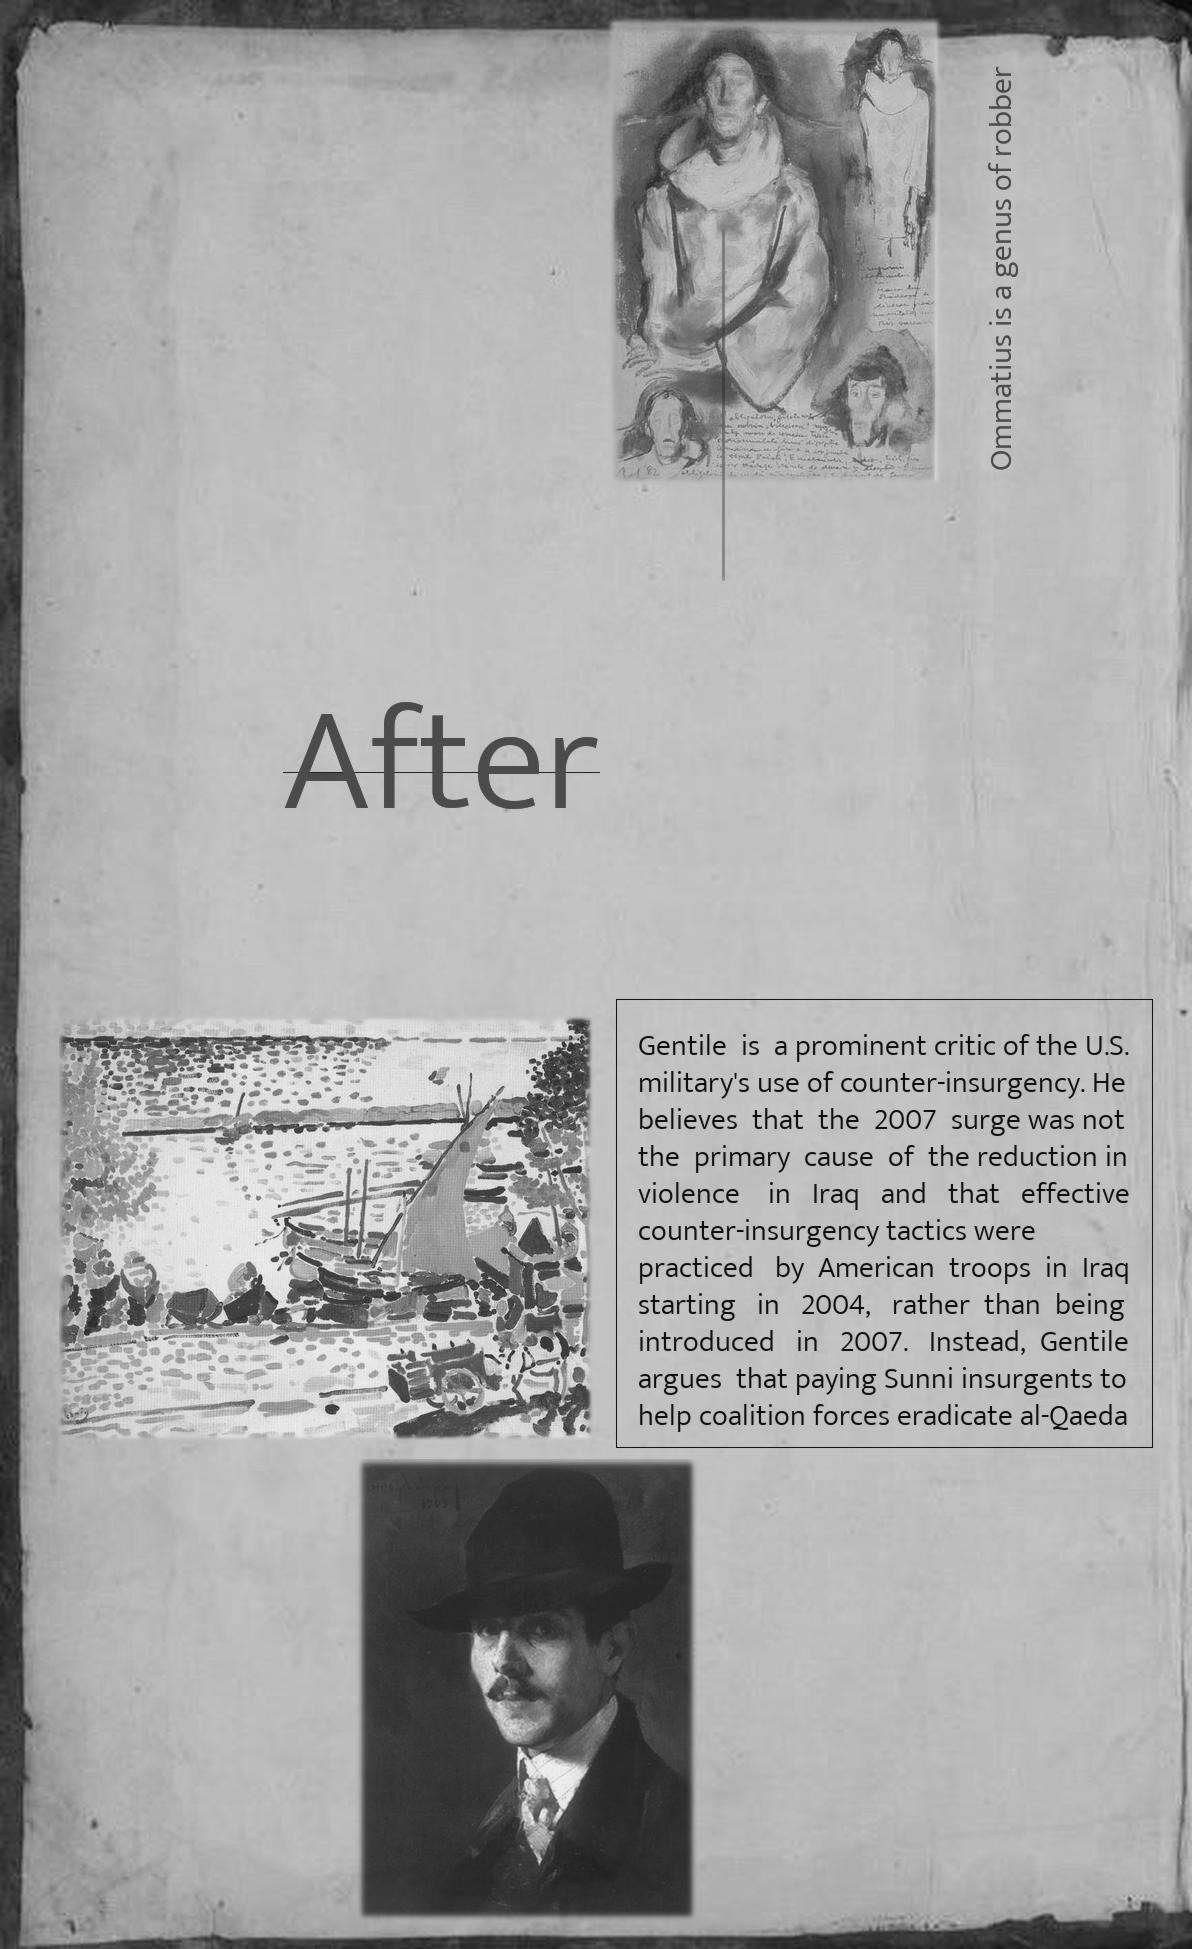 Ommatius is a genus of robber
After
Gentile is a prominent critic of the U.S.
military's use of counter-insurgency. He
believes that the 2007 surge was not
the primary cause of the reduction in
violence in Iraq and that effective
counter-insurgency tactics were
practiced by American troops in Iraq
starting in 2004, rather than being
introduced in 2007. Instead, Gentile
argues that paying Sunni insurgents to
help coalition forces eradicate al-Qaeda